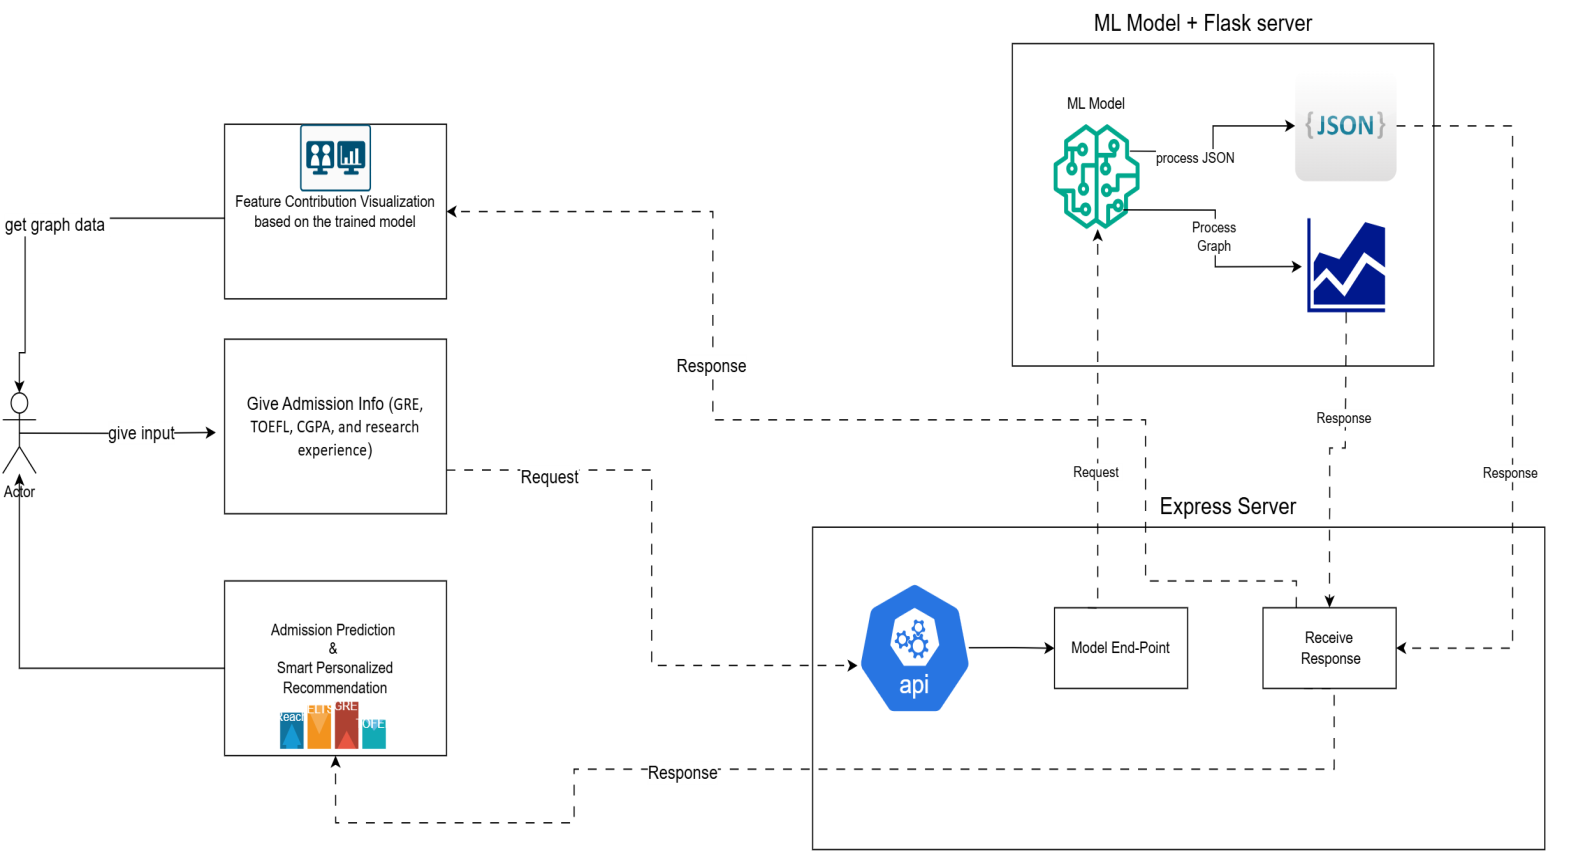 ML Model + Flask server
ML Model
{JSON}
process JSON
Process
Graph
Feature Contribution Visualization
based on the trained model
get graph data
Response
Give Admission Info (GRE,
TOEFL, CGPA, and research
experience)
give input
Actor
Request
Response
Request
Response
Express Server
api
Model End-Point
Receive
Response
Admission Prediction
&
Smart Personalized
Recommendation
GRE
Response